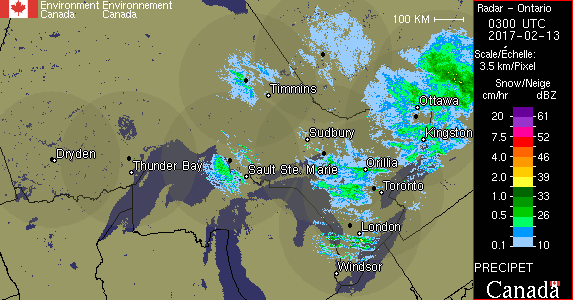 Environment Environnement
Canada Canada
100 KM
Radar - Ontario
0300 UTC
2017-02-13
Scale/Échelle:
3.5 km/Pixel
Snow/Neige
cm/hr dBZ
20 61
7.5 52
4.0 46
2.0 39
1.0 33
0.5 26
0.1 10
PRECIPET
Canada
Timmins
Ottawa
Sudbury
Kingston
Dryden
Thunder Bay
Sault Ste. Marie
Orillia
Toronto
London
Windsor